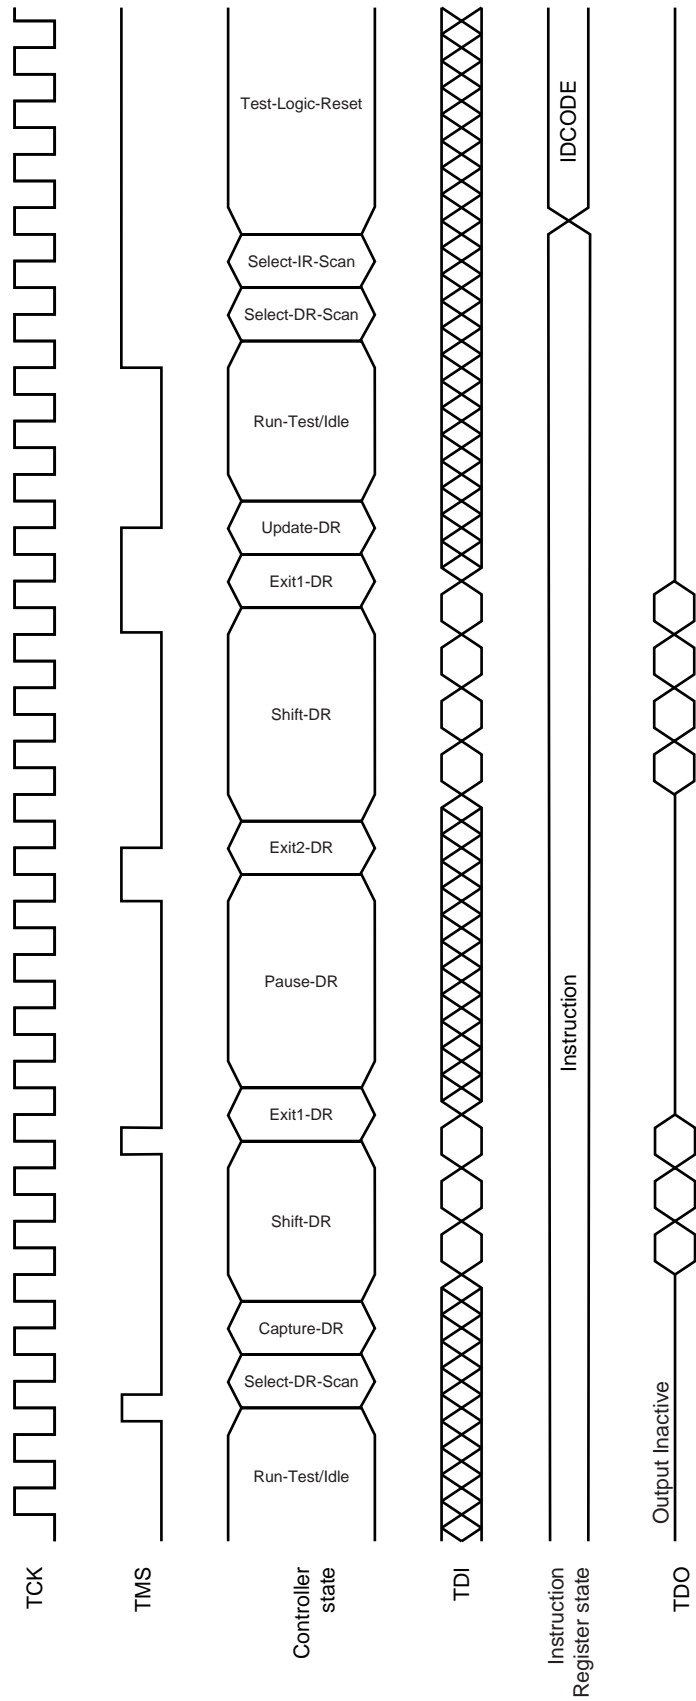 TCK
TMS
Controller
state
Run-Test/Idle
Select-DR-Scan
Capture-DR
Shift-DR
Exit1-DR
Pause-DR
Exit2-DR
Shift-DR
Exit1-DR
Update-DR
Run-Test/Idle
Select-DR-Scan
Select-IR-Scan
Test-Logic-Reset
TDI
Instruction
Register state
Instruction
IDCODE
TDO
Output Inactive